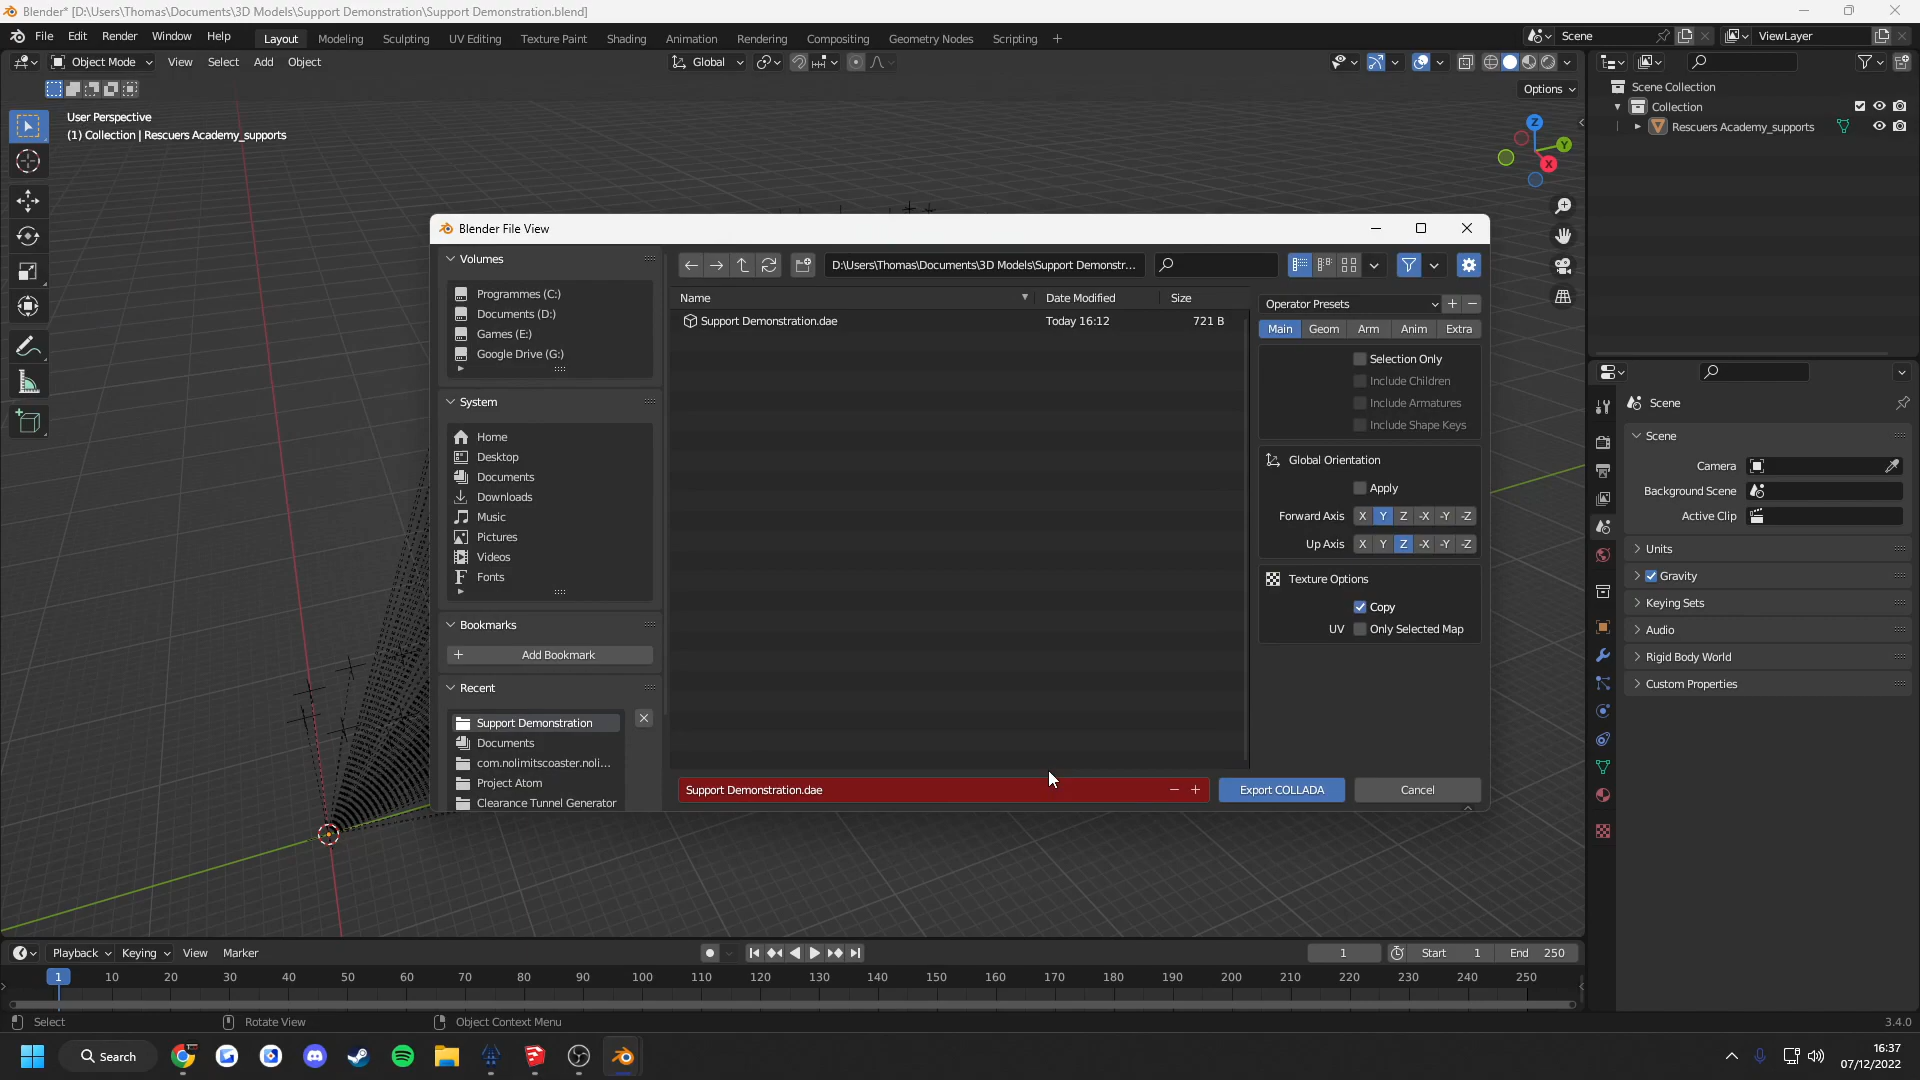 Blender* [D:\Users\Thomas\Documents\3D Models\Support Demonstration\Support Demonstration.blend]
File Edit Render Window Help Layout Modeling Sculpting UV Editing Texture Paint Shading Animation Rendering Compositing Geometry Nodes Scripting + Scene ViewLayer
Object Mode View Select Add Object Global
Options
User Perspective
(1) Collection | Rescuers Academy_supports
Scene Collection
Collection
Rescuers Academy_supports
Z
Y
X
Blender File View
Volumes
Programmes (C:)
Documents (D:)
Games (E:)
Google Drive (G:)
System
Home
Desktop
Documents
Downloads
Music
Pictures
Videos
Fonts
Bookmarks
Add Bookmark
Recent
Support Demonstration
Documents
com.nolimitscoaster.noli...
Project Atom
Clearance Tunnel Generator
D:\Users\Thomas\Documents\3D Models\Support Demonstr...
Name Date Modified Size
Support Demonstration.dae Today 16:12 721 B
Operator Presets
Main Geom Arm Anim Extra
Selection Only
Include Children
Include Armatures
Include Shape Keys
Global Orientation
Apply
Forward Axis X Y Z -X -Y -Z
Up Axis X Y Z -X -Y -Z
Texture Options
Copy
UV Only Selected Map
Support Demonstration.dae Export COLLADA Cancel
Scene
Scene
Camera
Background Scene
Active Clip
Units
Gravity
Keying Sets
Audio
Rigid Body World
Custom Properties
Playback Keying View Marker 1 Start 1 End 250
1 10 20 30 40 50 60 70 80 90 100 110 120 130 140 150 160 170 180 190 200 210 220 230 240 250
Select Rotate View Object Context Menu 3.4.0
Search
16:37
07/12/2022